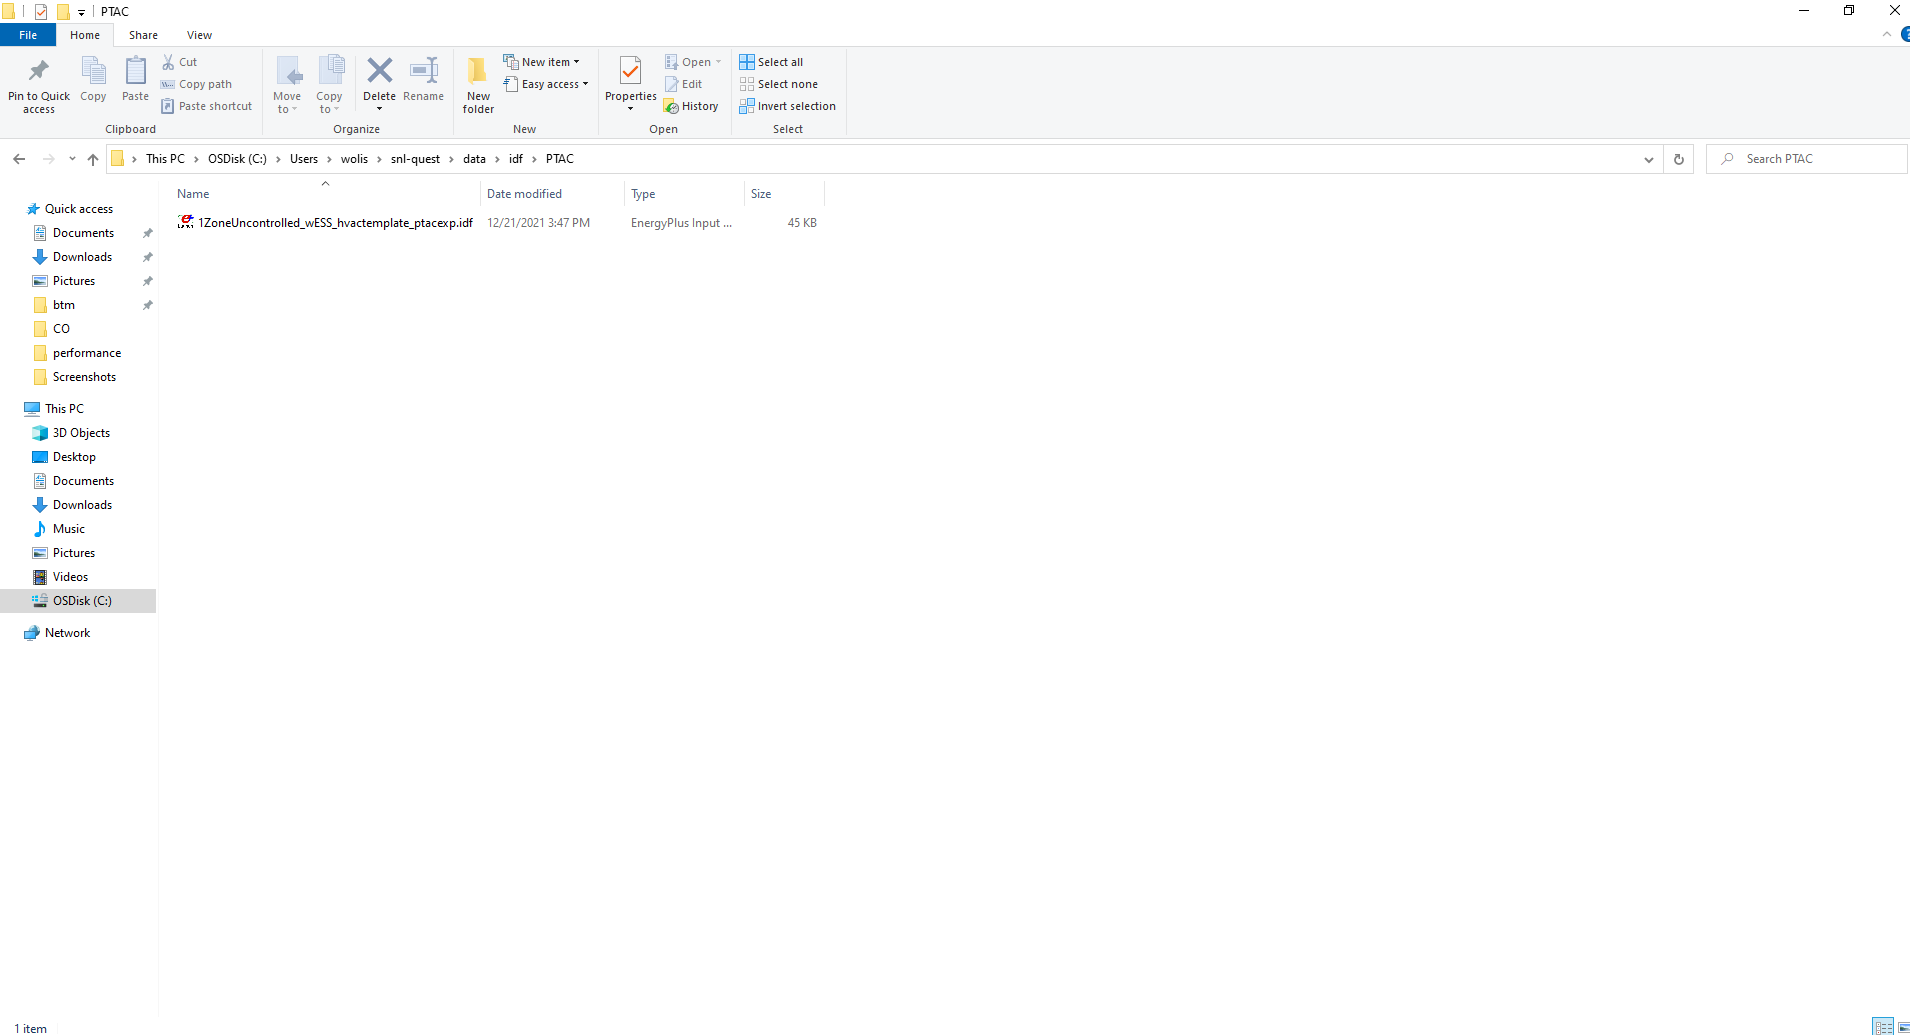 PTAC
File Home Share View
Pin to Quick access
Copy
Paste
Cut
Copy path
Paste shortcut
Clipboard
Move to
Copy to
Delete
Rename
Organize
New folder
New item
Easy access
New
Properties
Open
Edit
History
Open
Select all
Select none
Invert selection
Select
This PC > OSDisk (C:) > Users > wolis > snl-quest > data > idf > PTAC
Search PTAC
Name Date modified Type Size
1ZoneUncontrolled_wESS_hvactemplate_ptacexp.idf 12/21/2021 3:47 PM EnergyPlus Input ... 45 KB
Quick access
Documents
Downloads
Pictures
btm
CO
performance
Screenshots
This PC
3D Objects
Desktop
Documents
Downloads
Music
Pictures
Videos
OSDisk (C:)
Network
1 item